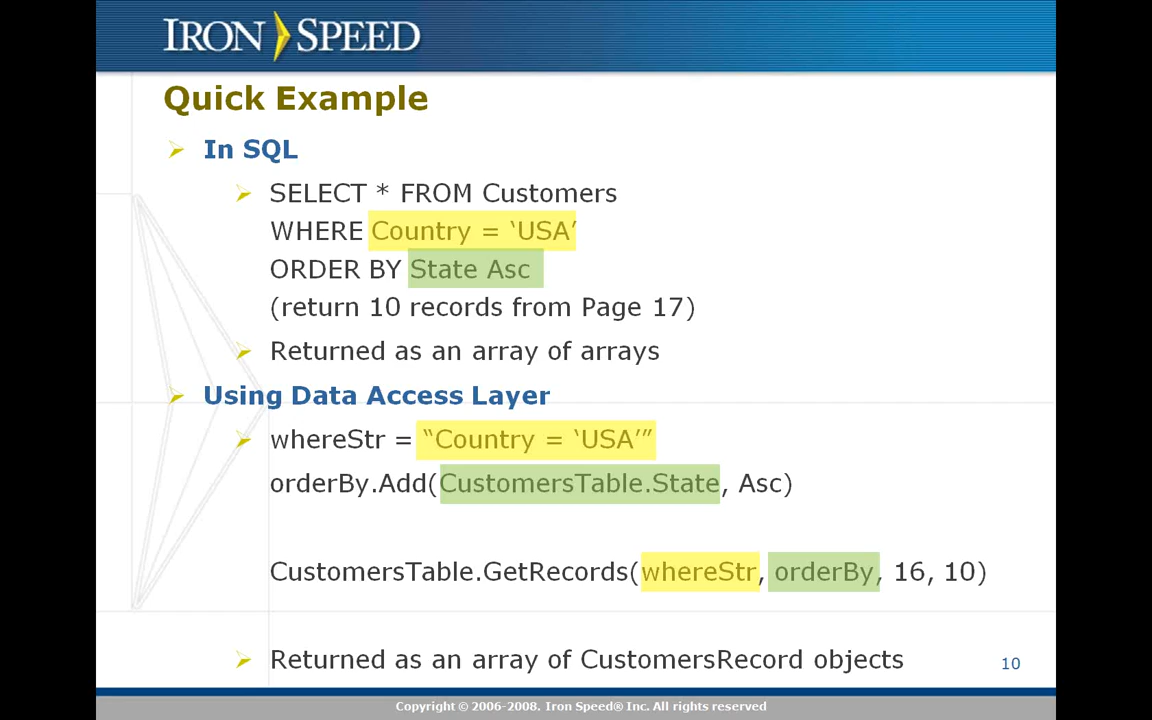 IRON SPEED
Quick Example
In SQL
SELECT * FROM Customers
WHERE Country = ‘USA’
ORDER BY State Asc
(return 10 records from Page 17)
Returned as an array of arrays
Using Data Access Layer
whereStr = “Country = ‘USA’”
orderBy.Add(CustomersTable.State, Asc)
CustomersTable.GetRecords(whereStr, orderBy, 16, 10)
Returned as an array of CustomersRecord objects
10
Copyright © 2006-2008. Iron Speed® Inc. All rights reserved